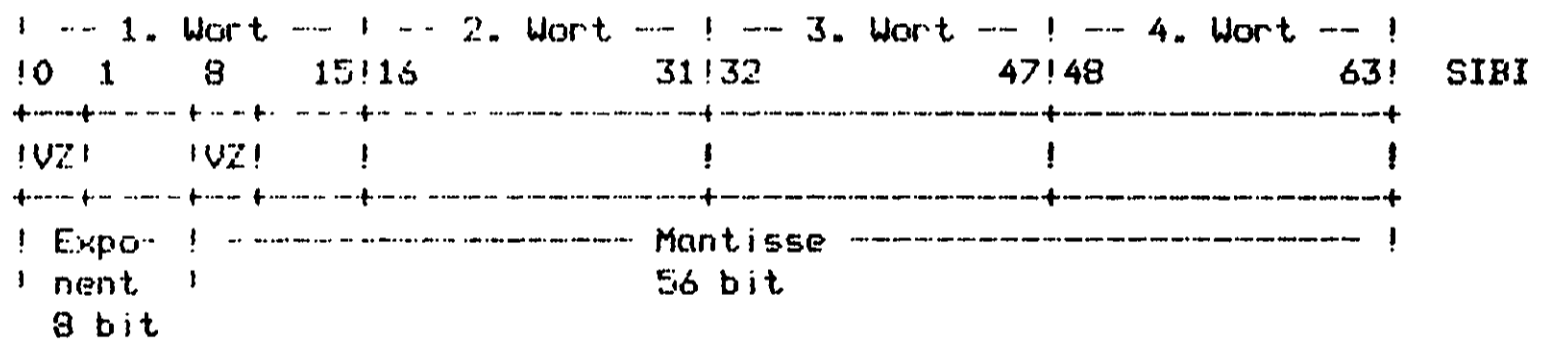 ! -- 1. Wort -- ! -- 2. Wort -- ! -- 3. Wort -- ! -- 4. Wort -- !
!0 1 8 15!16 31!32 47!48 63! SIBI
+----+------+----+------+--------------------+--------------------+--------------------+
!VZ! !VZ! ! ! ! !
+----+------+----+------+--------------------+--------------------+--------------------+
! Expo- ! ------------------------ Mantisse ------------------------------ !
! nent ! 56 bit
8 bit